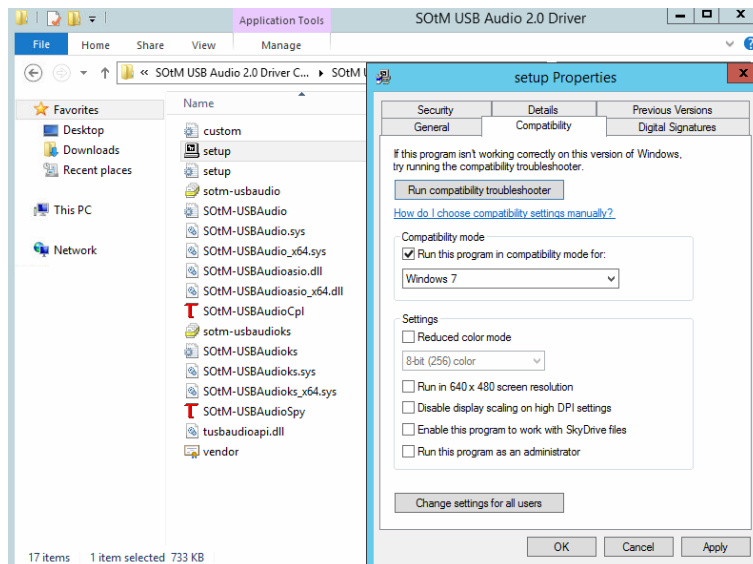 Application Tools
SOtM USB Audio 2.0 Driver
File
Home
Share
View
Manage
« SOtM USB Audio 2.0 Driver C... ▸ SOtM U
Favorites
Desktop
Downloads
Recent places
This PC
Network
Name
custom
setup
setup
sotm-usbaudio
SOtM-USBAudio
SOtM-USBAudio.sys
SOtM-USBAudio_x64.sys
SOtM-USBAudioasio.dll
SOtM-USBAudioasio_x64.dll
SOtM-USBAudioCpl
sotm-usbaudioks
SOtM-USBAudioks
SOtM-USBAudioks.sys
SOtM-USBAudioks_x64.sys
SOtM-USBAudioSpy
tusbaudioapi.dll
vendor
17 items
1 item selected 733 KB
setup Properties
Security
Details
Previous Versions
General
Compatibility
Digital Signatures
If this program isn't working correctly on this version of Windows,
try running the compatibility troubleshooter.
Run compatibility troubleshooter
How do I choose compatibility settings manually?
Compatibility mode
Run this program in compatibility mode for:
Windows 7
Settings
Reduced color mode
8-bit (256) color
Run in 640 x 480 screen resolution
Disable display scaling on high DPI settings
Enable this program to work with SkyDrive files
Run this program as an administrator
Change settings for all users
OK
Cancel
Apply